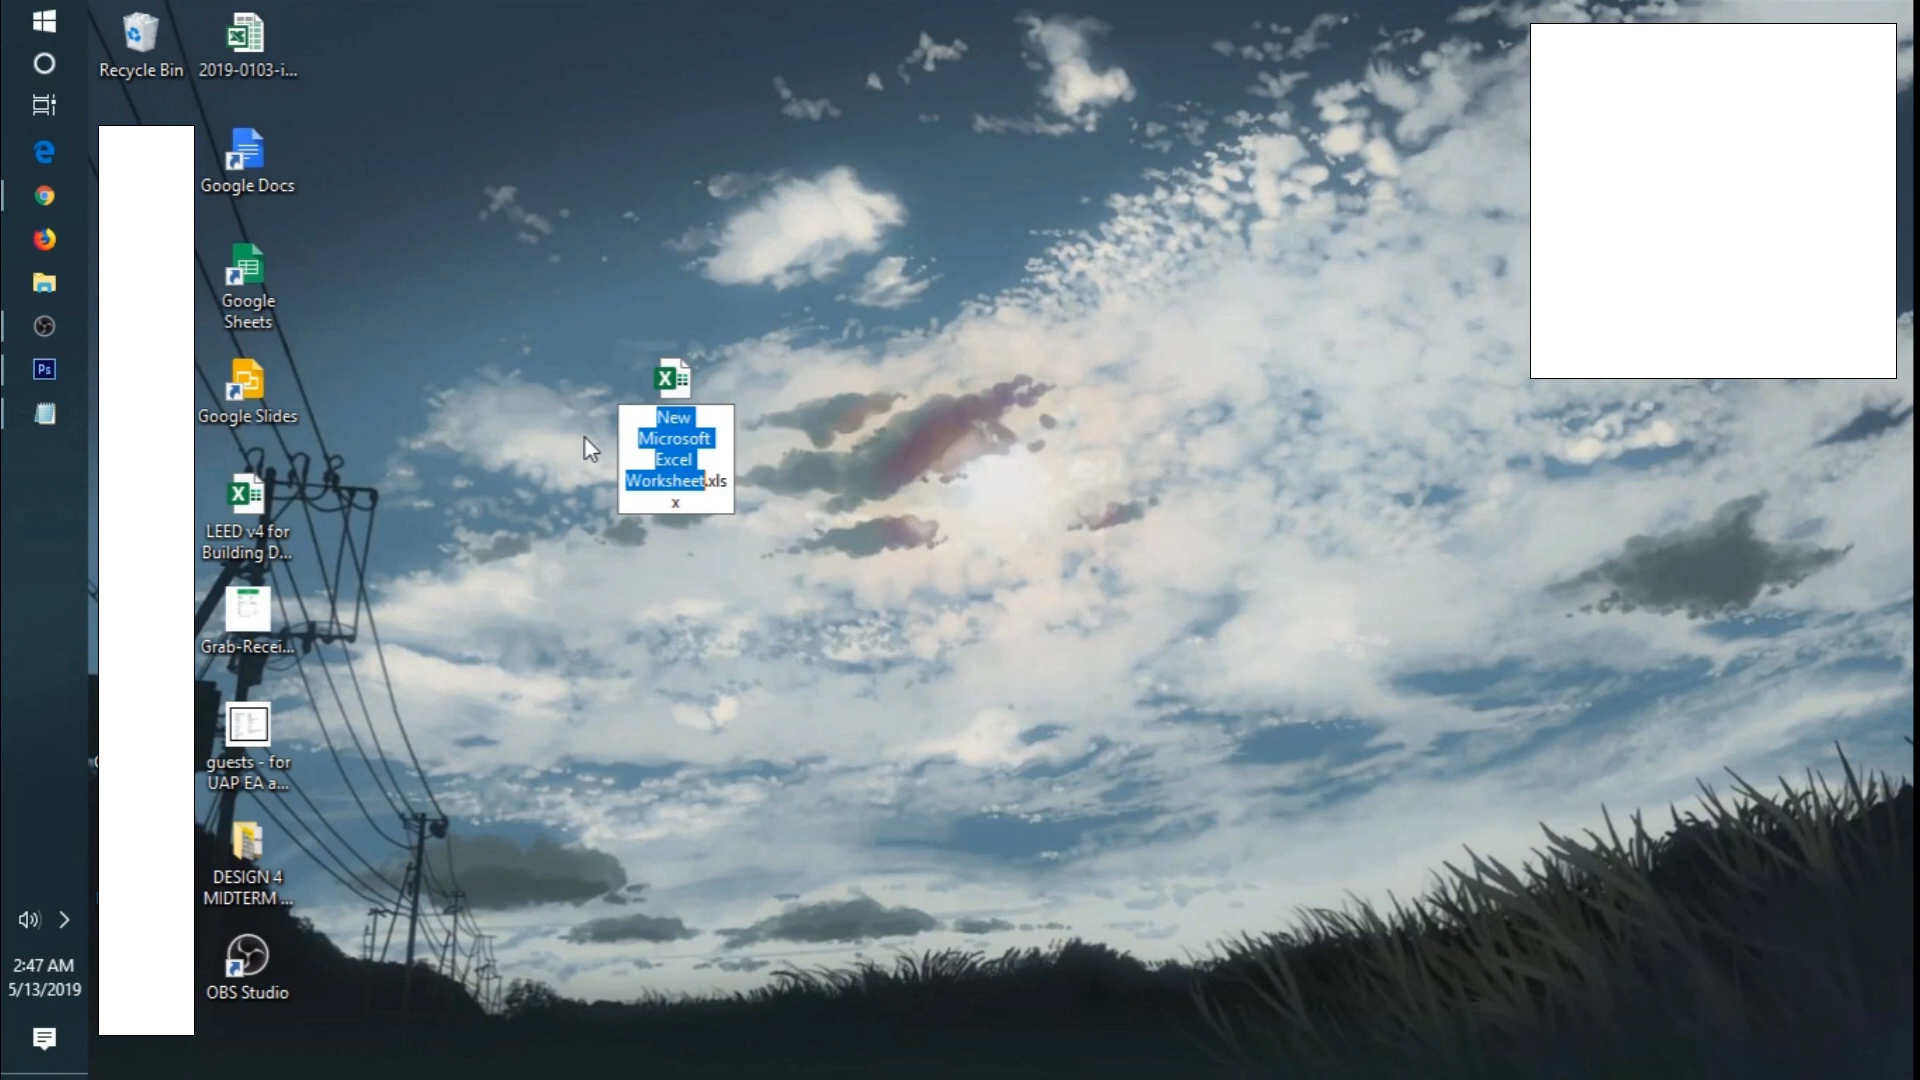 Recycle Bin
2019-0103-i...
Google Docs
Google
Sheets
Google Slides
LEED v4 for
Building D...
Grab-Recei...
guests - for
UAP EA a...
DESIGN 4
MIDTERM ...
OBS Studio
New
Microsoft
Excel
Worksheet.xls
x
Ps
2:47 AM
5/13/2019